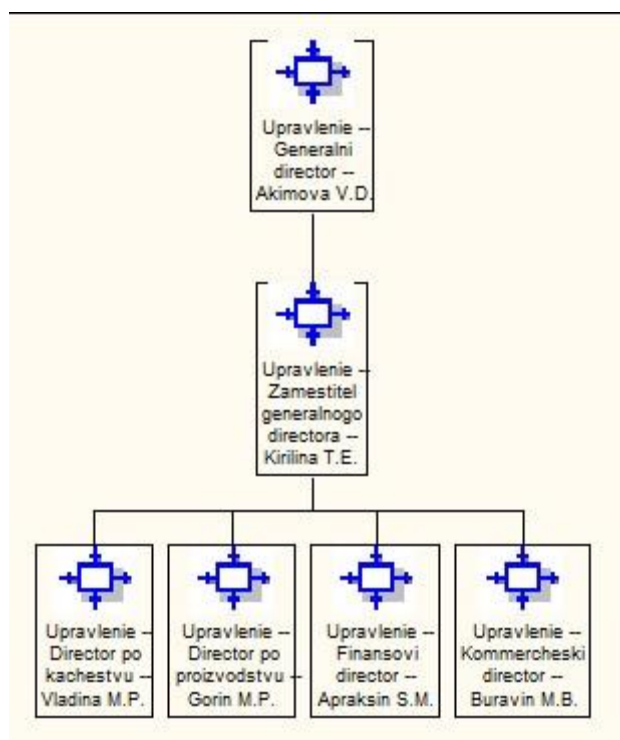 Upravlenie --
Generalni
director --
Akimova V.D.
Upravlenie --
Zamestitel
generalnogo
directora --
Kirilina T.E.
Upravlenie --
Director po
kachestvu --
Vladina M.P.
Upravlenie --
Director po
proizvodstvu --
Gorin M.P.
Upravlenie --
Finansovi
director --
Apraksin S.M.
Upravlenie --
Kommercheski
director --
Buravin M.B.